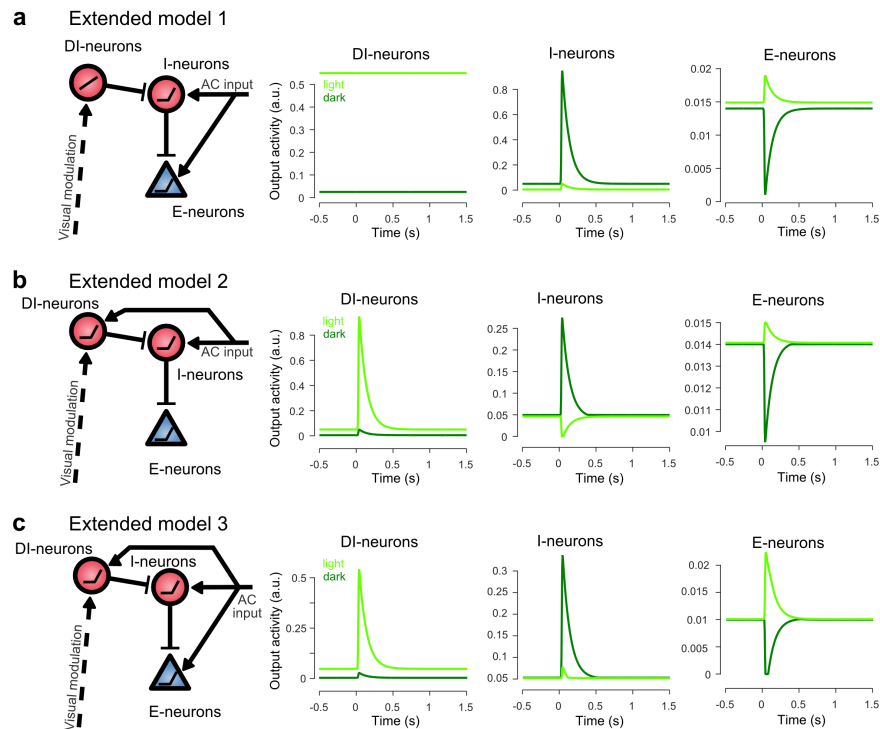 a Extended model 1
DI-neurons
I-neurons
AC input
Visual modulation
E-neurons
DI-neurons
Output activity (a.u.)
light
dark
0.5
0.4
0.3
0.2
0.1
0
-0.5 0 0.5 1 1.5
Time (s)
I-neurons
0.8
0.6
0.4
0.2
0
-0.5 0 0.5 1 1.5
Time (s)
E-neurons
0.02
0.015
0.01
0.005
0
-0.5 0 0.5 1 1.5
Time (s)
b Extended model 2
DI-neurons
AC input
I-neurons
Visual modulation
E-neurons
DI-neurons
Output activity (a.u.)
light
dark
0.8
0.6
0.4
0.2
0
-0.5 0 0.5 1 1.5
Time (s)
I-neurons
0.25
0.2
0.15
0.1
0.05
0
-0.5 0 0.5 1 1.5
Time (s)
E-neurons
0.015
0.014
0.013
0.012
0.011
0.01
-0.5 0 0.5 1 1.5
Time (s)
c Extended model 3
DI-neurons
I-neurons
AC
input
Visual modulation
E-neurons
DI-neurons
Output activity (a.u.)
light
dark
0.5
0.25
0
-0.5 0 0.5 1 1.5
Time (s)
I-neurons
0.3
0.2
0.15
0.1
0.05
-0.5 0 0.5 1 1.5
Time (s)
E-neurons
0.02
0.015
0.01
0.005
0
-0.5 0 0.5 1 1.5
Time (s)